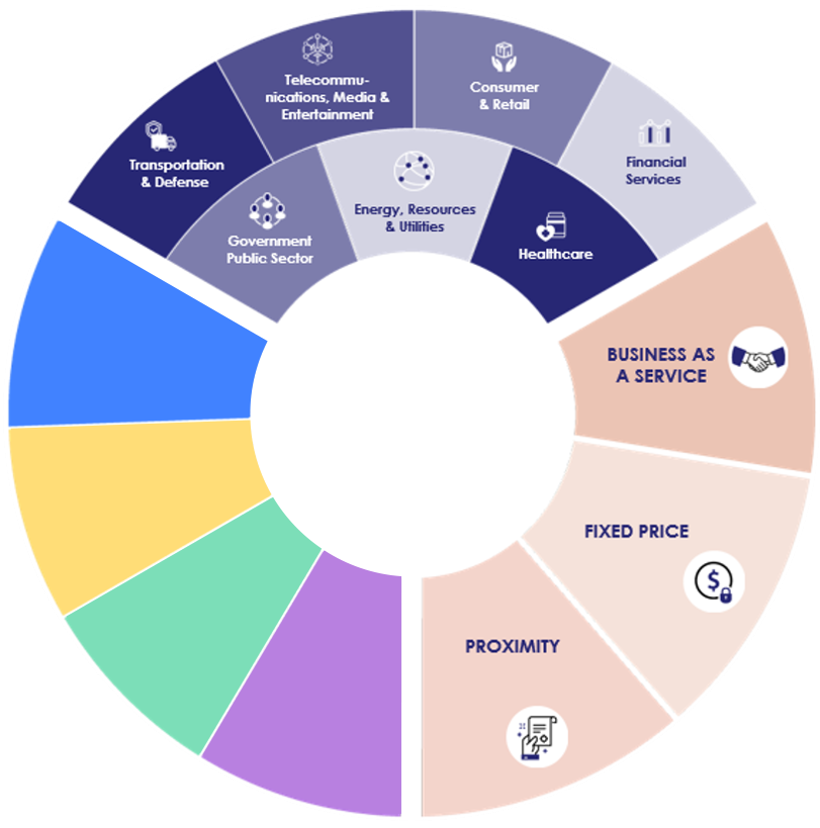 Telecommu-
nications, Media &
Entertainment
Consumer
& Retail
Transportation
& Defense
Financial
Services
Government
Public Sector
Energy, Resources
& Utilities
Healthcare
BUSINESS AS
A SERVICE
FIXED PRICE
$
PROXIMITY